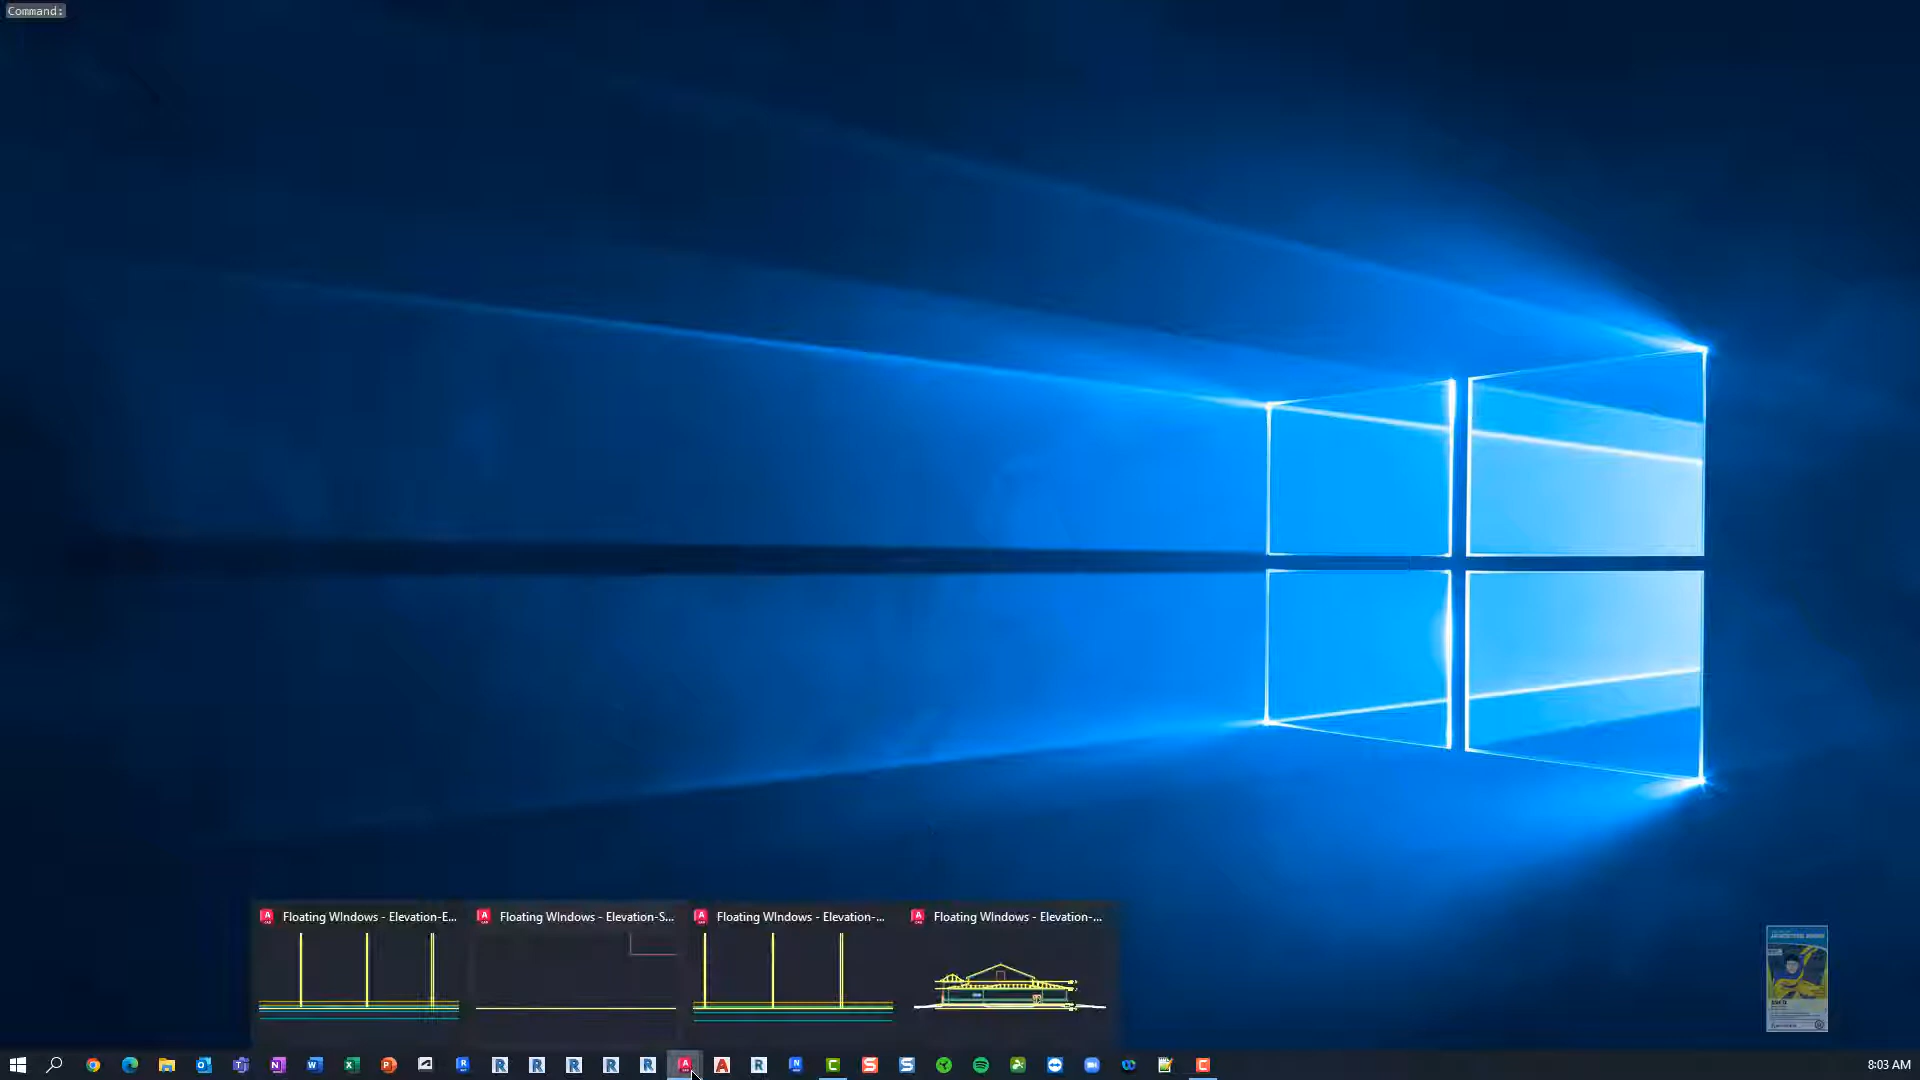 Command:
Floating WIndows - Elevation-E...
Floating WIndows - Elevation-S...
Floating WIndows - Elevation-...
Floating WIndows - Elevation-...
8:03 AM